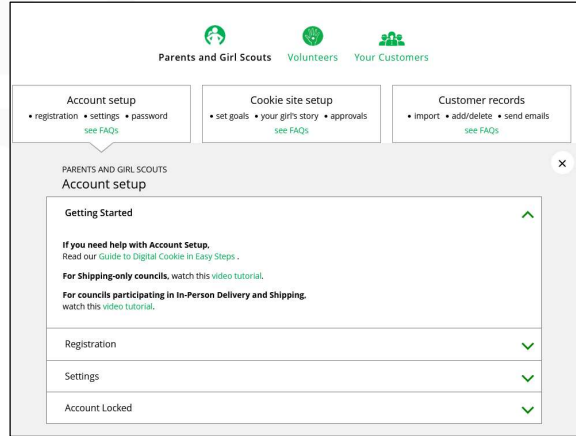 Parents and Girl Scouts Volunteers Your Customers
Account setup
• registration • settings • password
see FAQs
Cookie site setup
• set goals • your girl's story • approvals
see FAQs
Customer records
• import • add/delete • send emails
see FAQs
PARENTS AND GIRL SCOUTS
Account setup
Getting Started
If you need help with Account Setup,
Read our Guide to Digital Cookie in Easy Steps .
For Shipping-only councils, watch this video tutorial.
For councils participating in In-Person Delivery and Shipping,
watch this video tutorial.
Registration
Settings
Account Locked